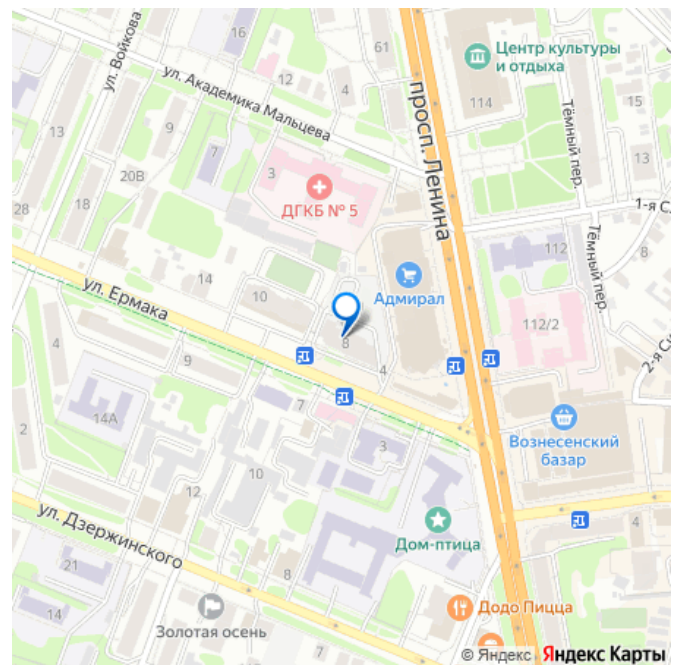 16
61
Центр культуры
и отдыха
ул. Войкова
ул. Академика Мальцева
12
4
114
15
просп. Ленина
Тёмный пер.
13
9
7
3
13
20В
ДГКБ № 5
28
18
1-я С
112
8
Тёмный пер.
14
Адмирал
ул. Ермака
10
112/2
2-я С
8
4
9
14А
7
Вознесенский
базар
2
3
10
12
ул. Дзержинского
Дом-птица
21
8
14
Додо Пицца
Золотая осень
© Яндекс Яндекс Карты